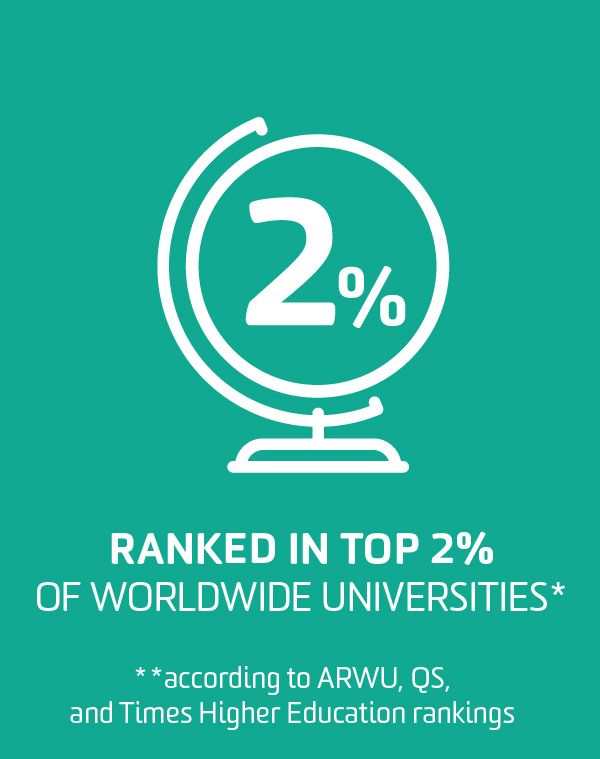 2%
RANKED IN TOP 2%
OF WORLDWIDE UNIVERSITIES*
**according to ARWU, QS,
and Times Higher Education rankings